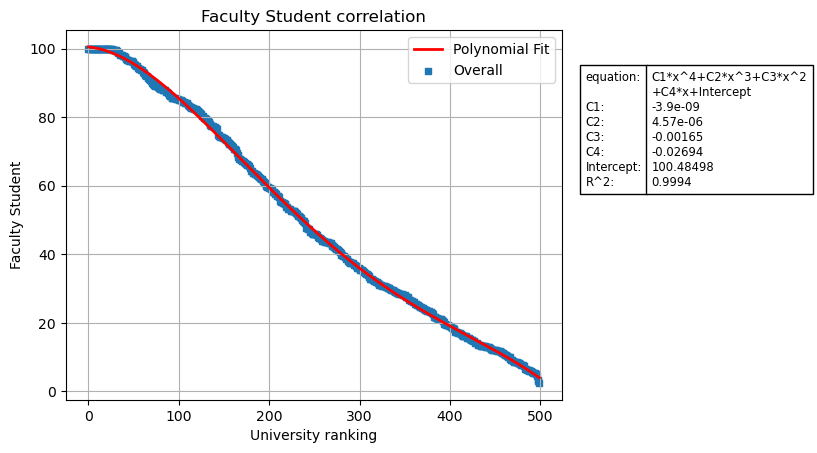 Faculty Student correlation
100
80
60
40
20
0
Faculty Student
0 100 200 300 400 500
University ranking
Polynomial Fit
Overall
equation: C1*x^4+C2*x^3+C3*x^2
+C4*x+Intercept
C1: -3.9e-09
C2: 4.57e-06
C3: -0.00165
C4: -0.02694
Intercept: 100.48498
R^2: 0.9994